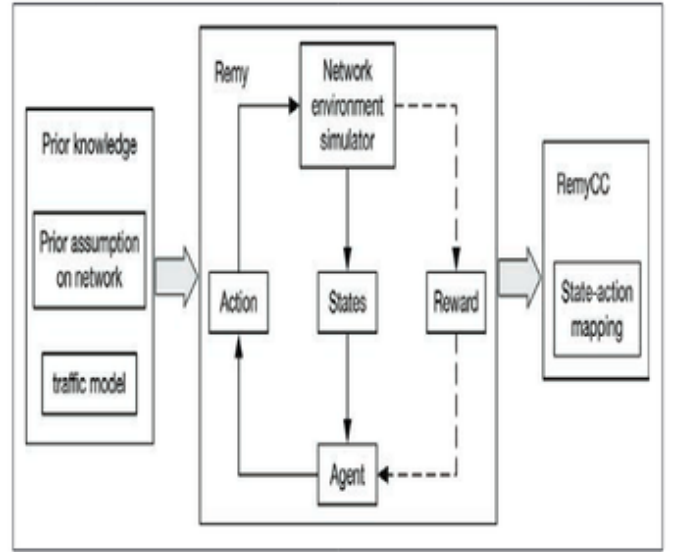 Prior knowledge
Prior assumption
on network
traffic model
Remy
Network
environment
simulator
Action
States
Reward
Agent
RemyCC
State-action
mapping